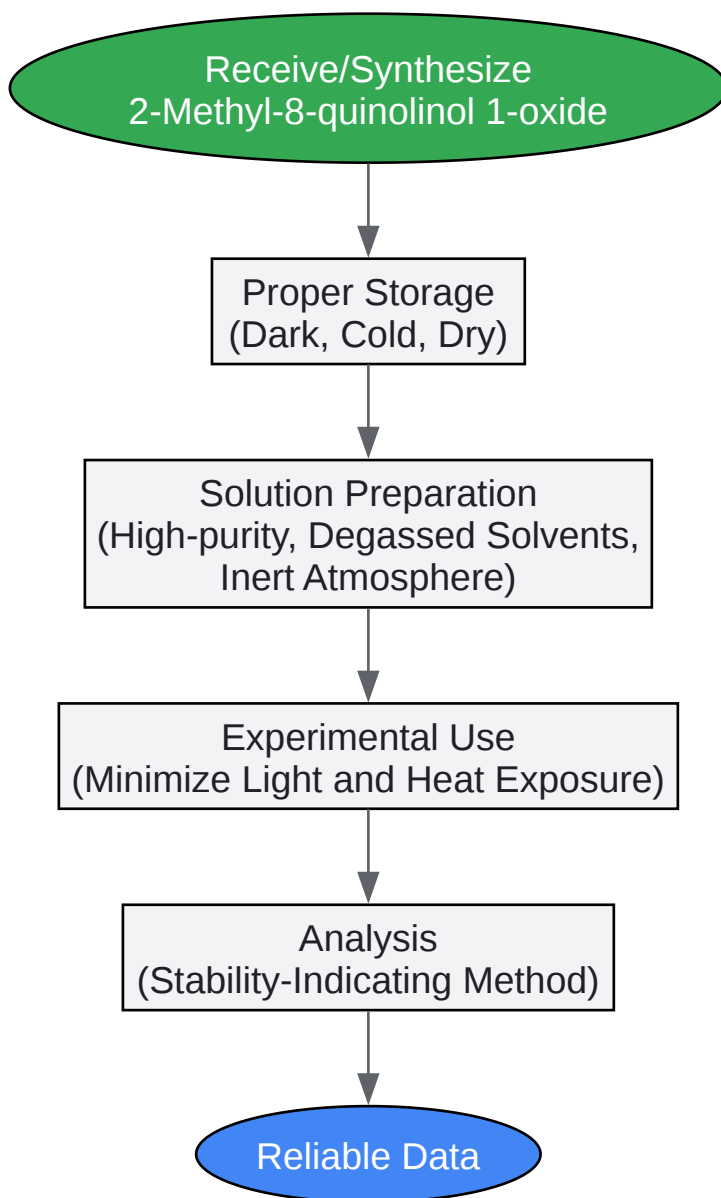 Receive/Synthesize
2-Methyl-8-quinolinol 1-oxide
Proper Storage
(Dark, Cold, Dry)
Solution Preparation
(High-purity, Degassed Solvents,
Inert Atmosphere)
Experimental Use
(Minimize Light and Heat Exposure)
Analysis
(Stability-Indicating Method)
Reliable Data